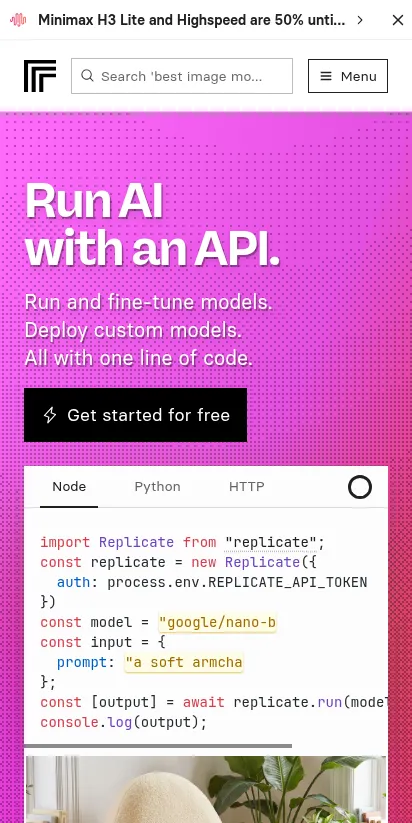 Minimax H3 Lite and Highspeed are 50% unti...
Search 'best image mo...
Menu
Run AI
with an API.
Run and fine-tune models.
Deploy custom models.
All with one line of code.
Get started for free
Node Python HTTP
import Replicate from "replicate";
const replicate = new Replicate({
  auth: process.env.REPLICATE_API_TOKEN
})
const model = "google/nano-b
const input = {
  prompt: "a soft armcha
};
const [output] = await replicate.run(model
console.log(output);